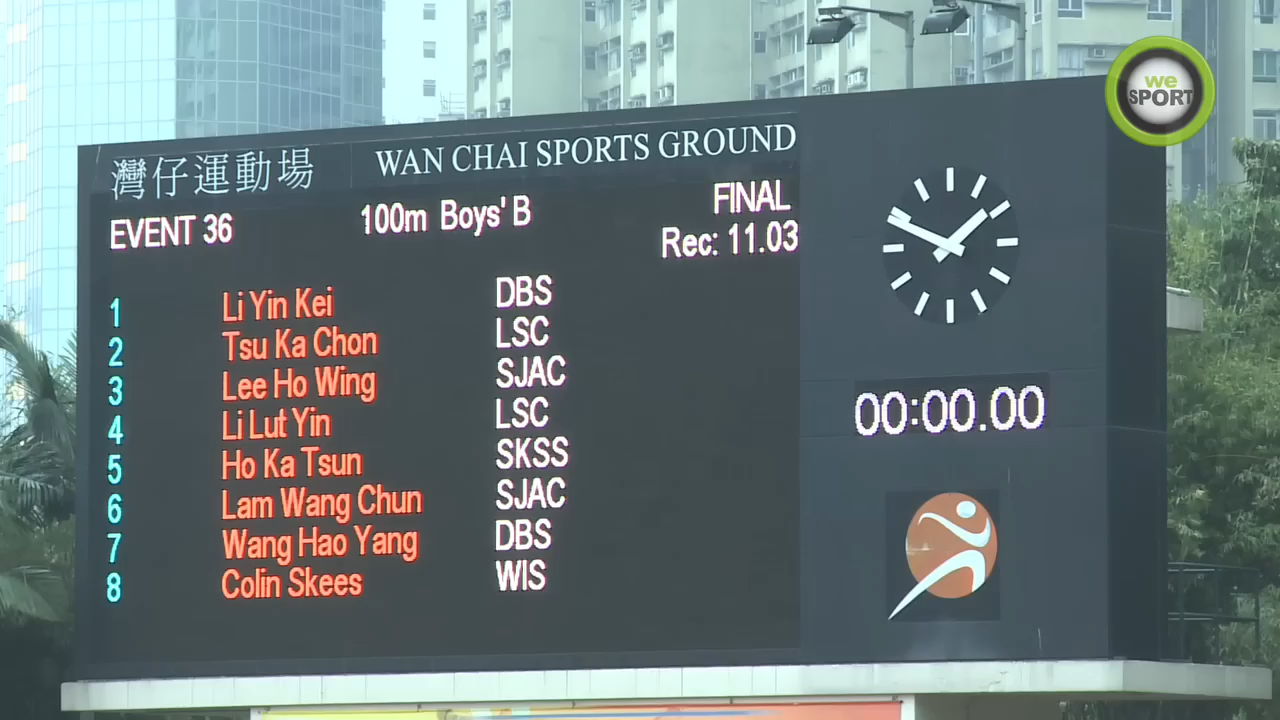 we
SPORT
灣仔運動場 WAN CHAI SPORTS GROUND
EVENT 36 100m Boys' B FINAL
Rec: 11.03
1 Li Yin Kei DBS
2 Tsu Ka Chon LSC
3 Lee Ho Wing SJAC
4 Li Lut Yin LSC
5 Ho Ka Tsun SKSS
6 Lam Wang Chun SJAC
7 Wang Hao Yang DBS
8 Colin Skees WIS
00:00.00